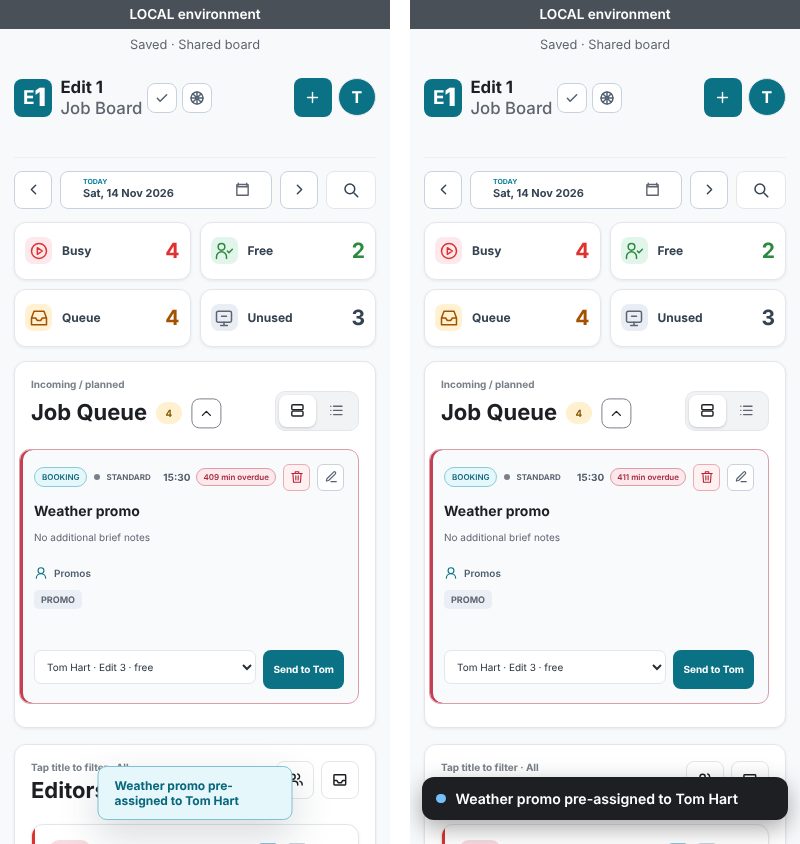 LOCAL environment
Saved · Shared board
E1
Edit 1
Job Board
T
TODAY
Sat, 14 Nov 2026
Busy 4
Free 2
Queue 4
Unused 3
Incoming / planned
Job Queue 4
BOOKING STANDARD 15:30 409 min overdue
Weather promo
No additional brief notes
Promos
PROMO
Tom Hart · Edit 3 · free
Send to Tom
Tap title to filter · All
Editors
Weather promo pre-
assigned to Tom Hart
LOCAL environment
Saved · Shared board
E1
Edit 1
Job Board
T
TODAY
Sat, 14 Nov 2026
Busy 4
Free 2
Queue 4
Unused 3
Incoming / planned
Job Queue 4
BOOKING STANDARD 15:30 411 min overdue
Weather promo
No additional brief notes
Promos
PROMO
Tom Hart · Edit 3 · free
Send to Tom
Tap title to filter · All
Weather promo pre-assigned to Tom Hart